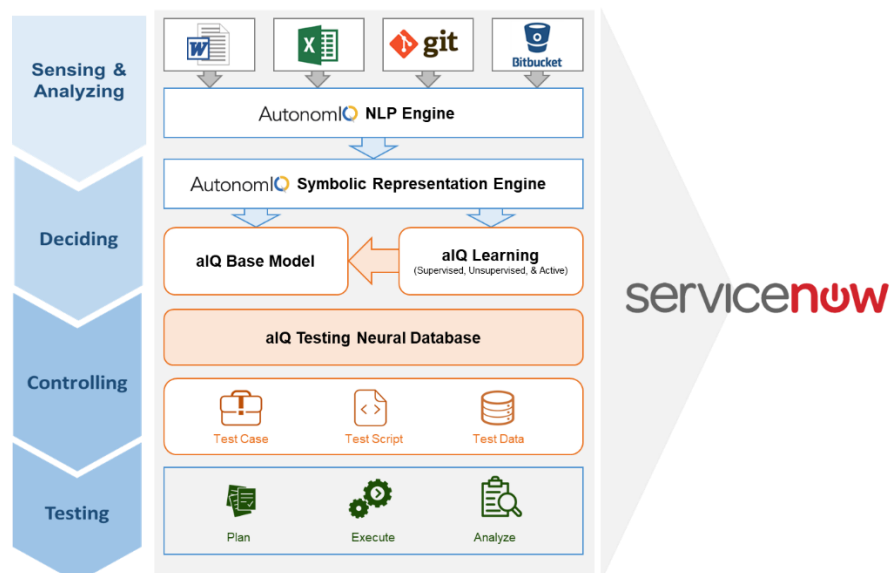 Sensing &
Analyzing
W
X
git
Bitbucket
AutonomIQ NLP Engine
AutonomIQ Symbolic Representation Engine
Deciding
aIQ Base Model
aIQ Learning
(Supervised, Unsupervised, & Active)
servicenow
aIQ Testing Neural Database
Controlling
Test Case
Test Script
Test Data
Testing
Plan
Execute
Analyze